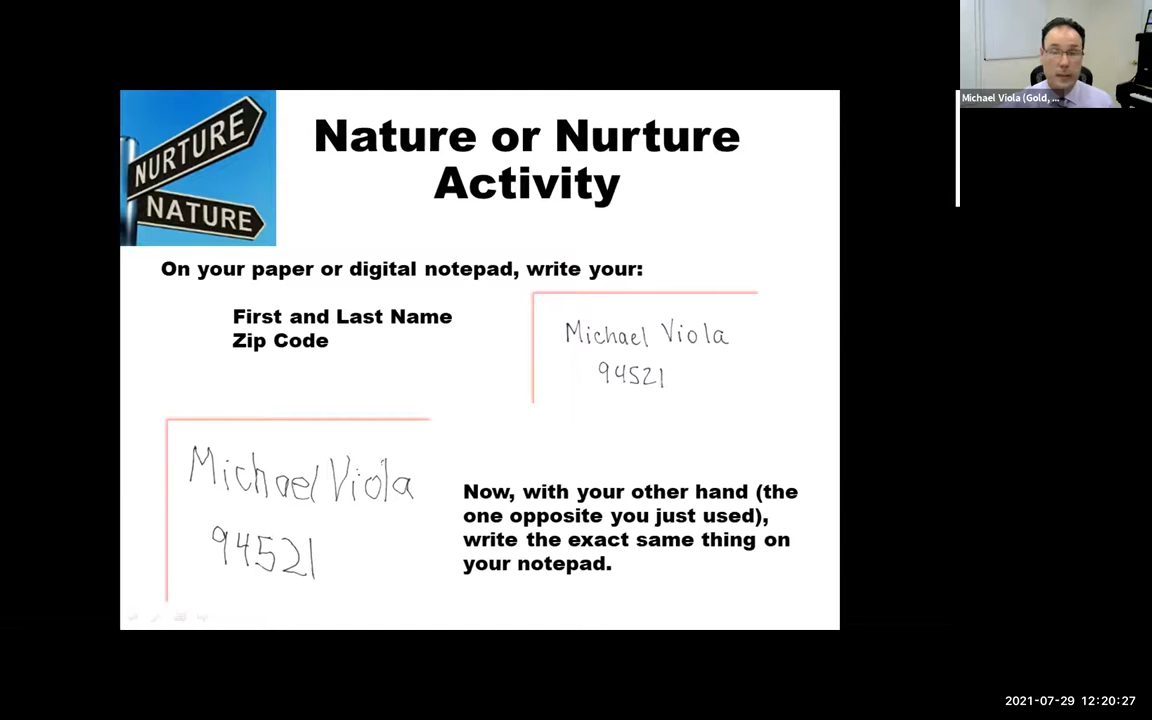 Michael Viola (Gold, ...
NURTURE
NATURE
Nature or Nurture
Activity
On your paper or digital notepad, write your:
First and Last Name
Zip Code
Michael Viola
94521
Michael Viola
94521
Now, with your other hand (the
one opposite you just used),
write the exact same thing on
your notepad.
2021-07-29 12:20:27